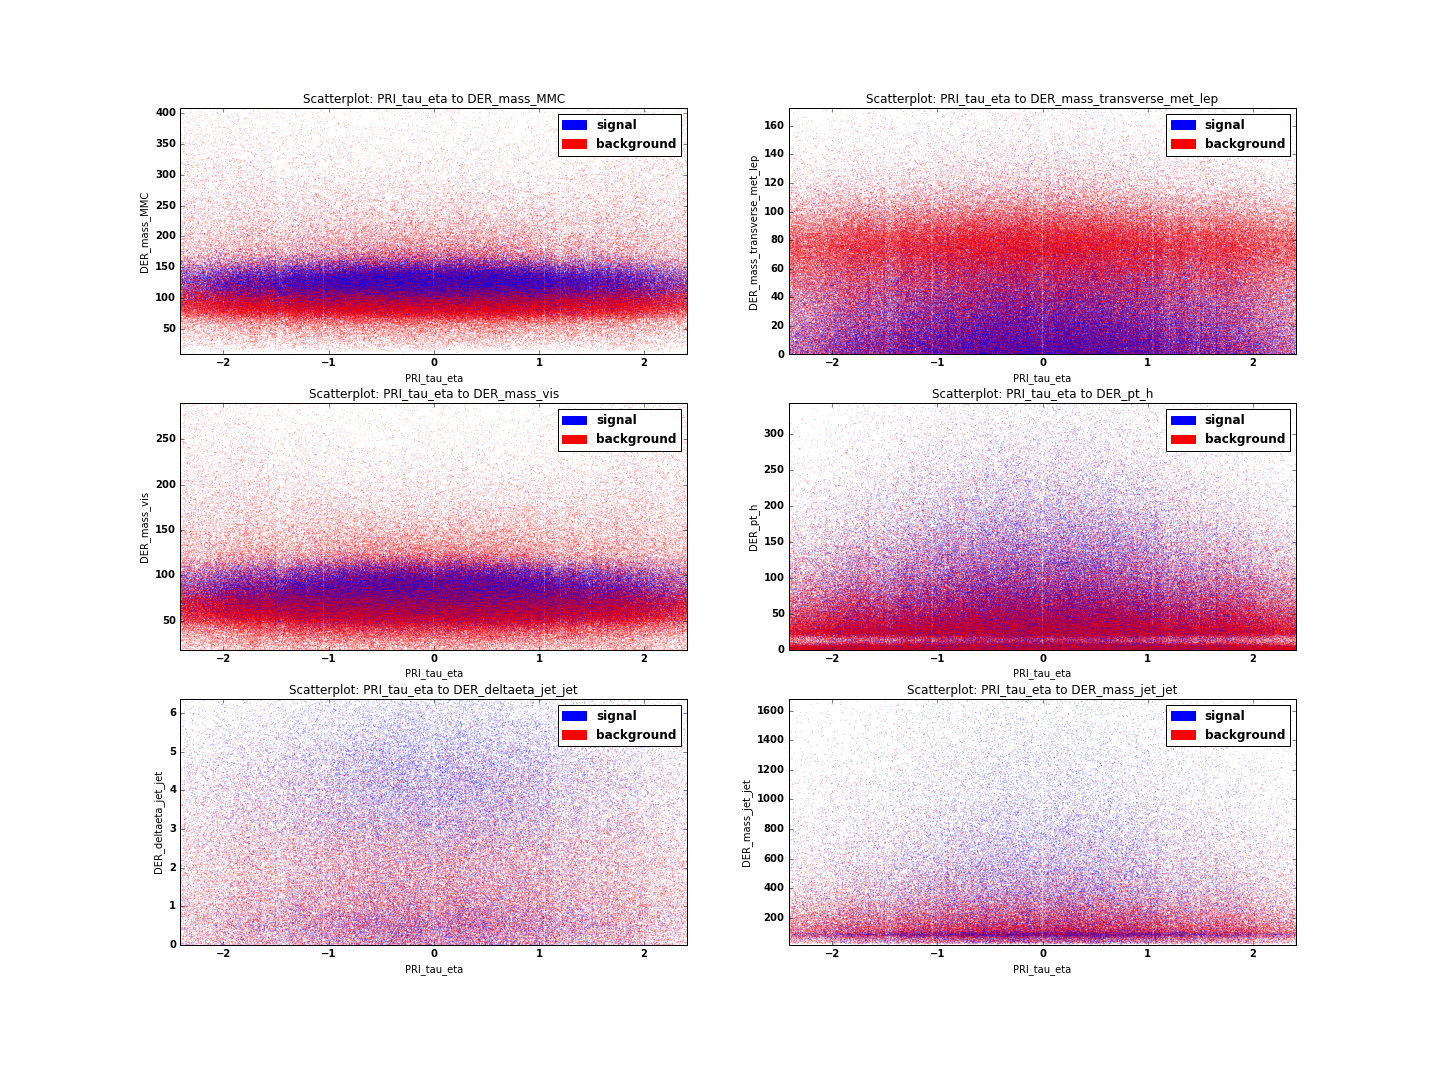 Scatterplot: PRI_tau_eta to DER_mass_MMC
400
350
300
250
200
150
100
50
DER_mass_MMC
signal
background
−2
−1
0
1
2
PRI_tau_eta
Scatterplot: PRI_tau_eta to DER_mass_transverse_met_lep
160
140
120
100
80
60
40
20
0
DER_mass_transverse_met_lep
signal
background
−2
−1
0
1
2
PRI_tau_eta
Scatterplot: PRI_tau_eta to DER_mass_vis
250
200
150
100
50
DER_mass_vis
signal
background
−2
−1
0
1
2
PRI_tau_eta
Scatterplot: PRI_tau_eta to DER_pt_h
300
250
200
150
100
50
0
DER_pt_h
signal
background
−2
−1
0
1
2
PRI_tau_eta
Scatterplot: PRI_tau_eta to DER_deltaeta_jet_jet
6
5
4
3
2
1
0
DER_deltaeta_jet_jet
signal
background
−2
−1
0
1
2
PRI_tau_eta
Scatterplot: PRI_tau_eta to DER_mass_jet_jet
1600
1400
1200
1000
800
600
400
200
DER_mass_jet_jet
signal
background
−2
−1
0
1
2
PRI_tau_eta